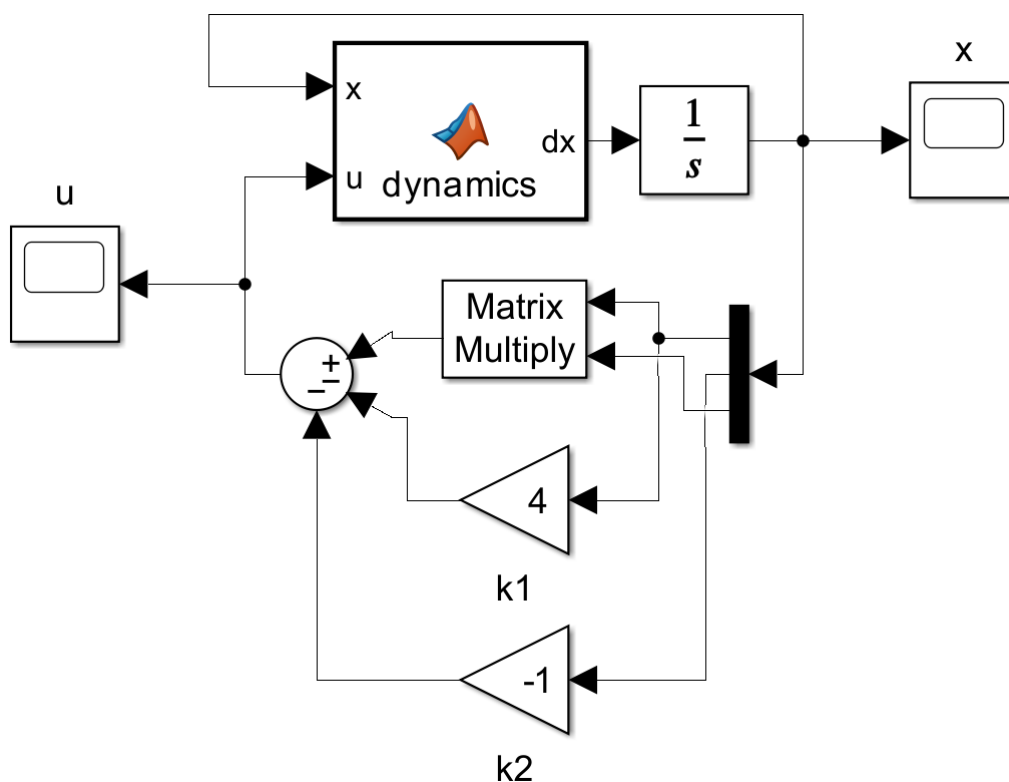 x
x
dx
1
s
u
dynamics
u
Matrix
Multiply
+
−
−
4
k1
-1
k2